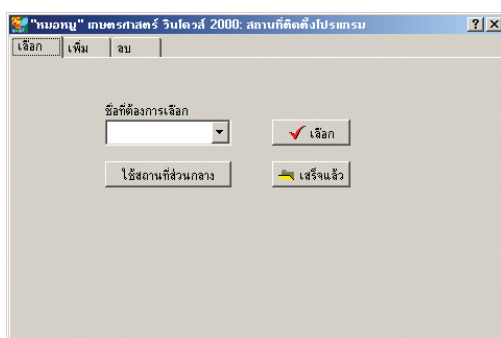 "หมอหมู" เกษตรศาสตร์ วินโดวส์ 2000: สถานที่ติดตั้งโปรแกรม
เลือก เพิ่ม ลบ
ชื่อที่ต้องการเลือก
เลือก
ใช้สถานที่ส่วนกลาง เสร็จแล้ว